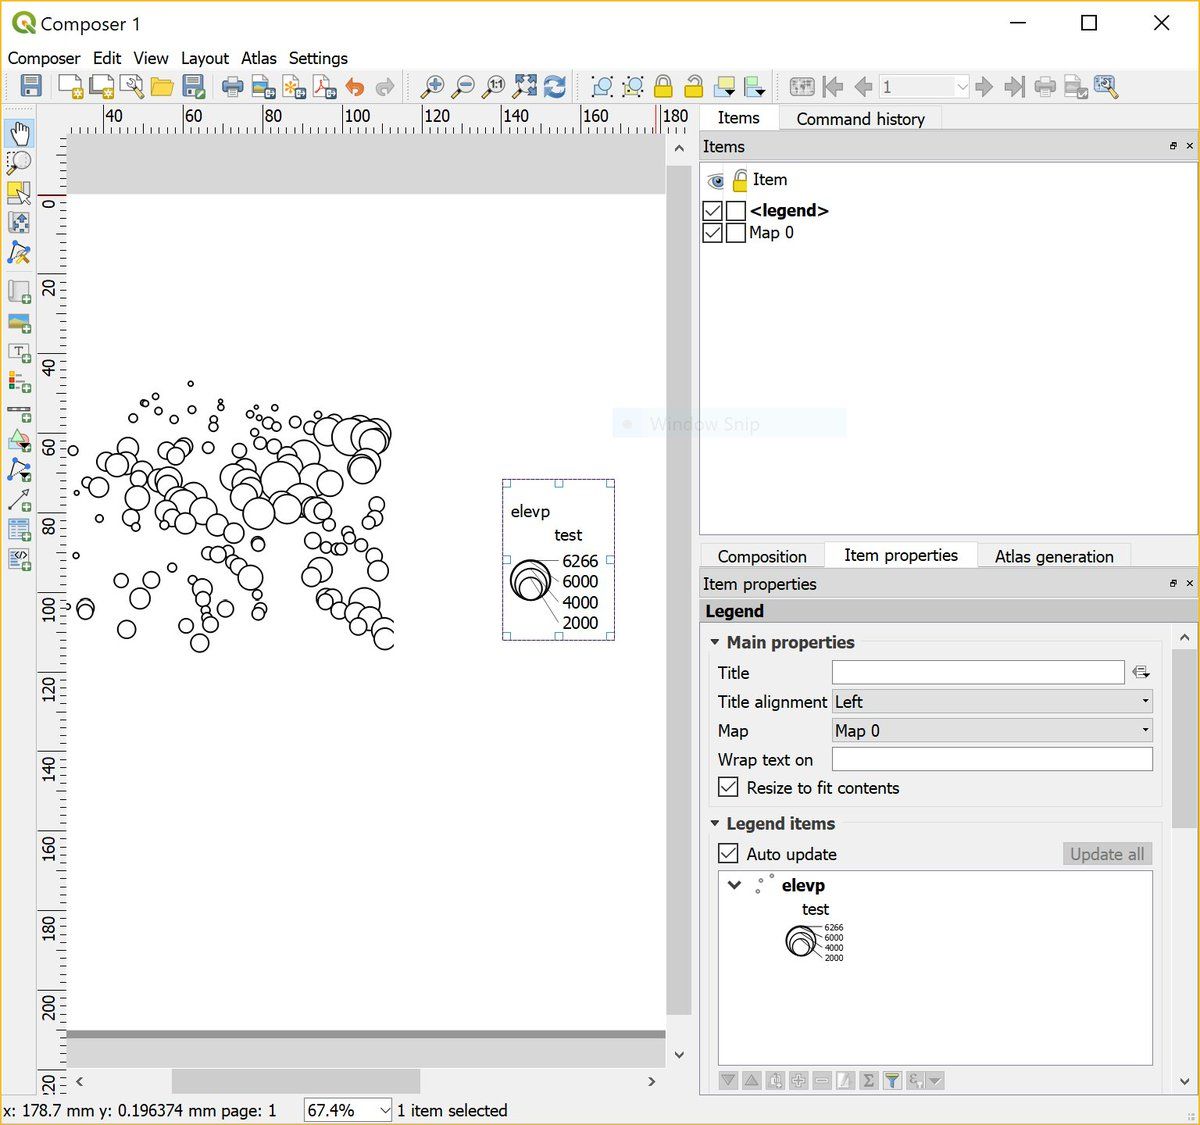 Composer 1
Composer Edit View Layout Atlas Settings
1:1
1
40 60 80 100 120 140 160 180
Items Command history
Items
Item
<legend>
Map 0
0
20
40
60
80
100
120
140
160
180
200
220
T
Window Snip
elevp
test
6266
6000
4000
2000
Composition Item properties Atlas generation
Item properties
Legend
Main properties
Title
Title alignment Left
Map Map 0
Wrap text on
Resize to fit contents
Legend items
Auto update Update all
elevp
test
6266
6000
4000
2000
Σ ε
x: 178.7 mm y: 0.196374 mm page: 1 67.4% 1 item selected